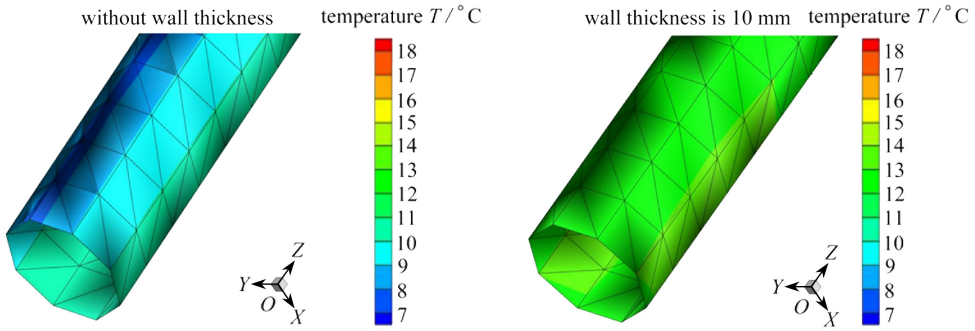 without wall thickness
temperature T / °C
18
17
16
15
14
13
12
11
10
9
8
7
Z
Y
O
X
wall thickness is 10 mm
temperature T / °C
18
17
16
15
14
13
12
11
10
9
8
7
Z
Y
O
X